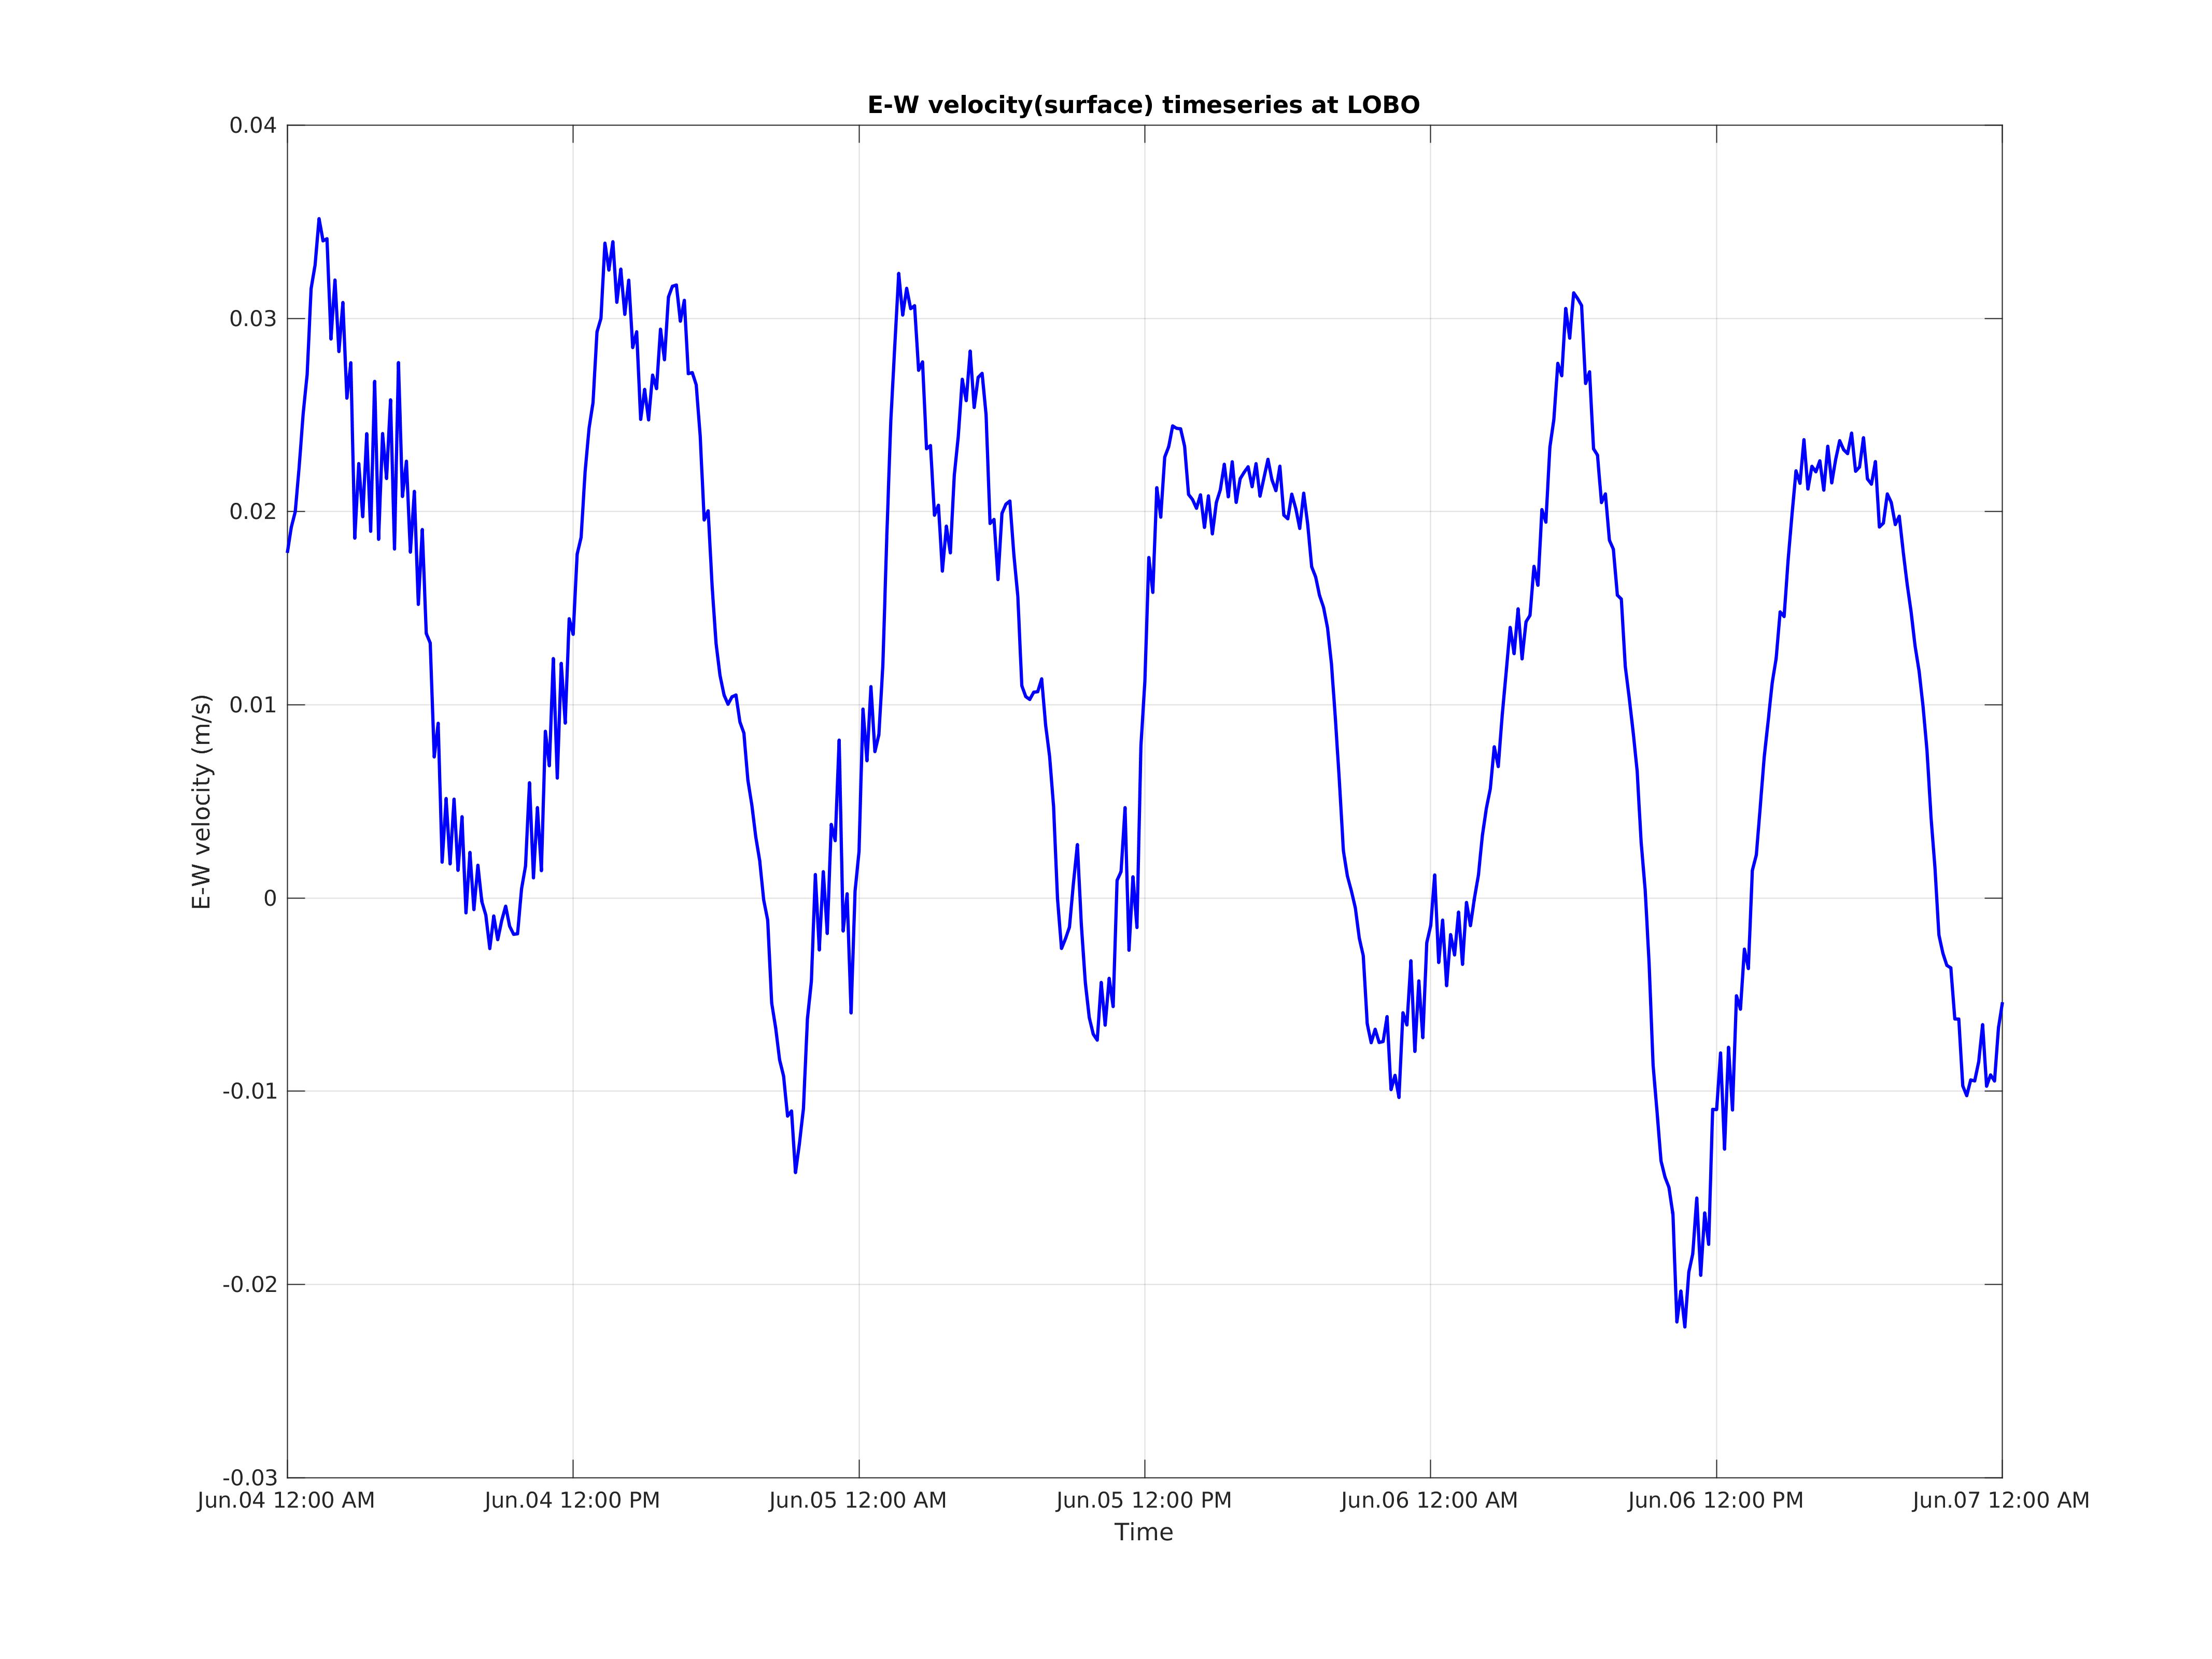 E-W velocity(surface) timeseries at LOBO
0.04
0.03
0.02
0.01
0
-0.01
-0.02
-0.03
E-W velocity (m/s)
Jun.04 12:00 AM Jun.04 12:00 PM Jun.05 12:00 AM Jun.05 12:00 PM Jun.06 12:00 AM Jun.06 12:00 PM Jun.07 12:00 AM
Time